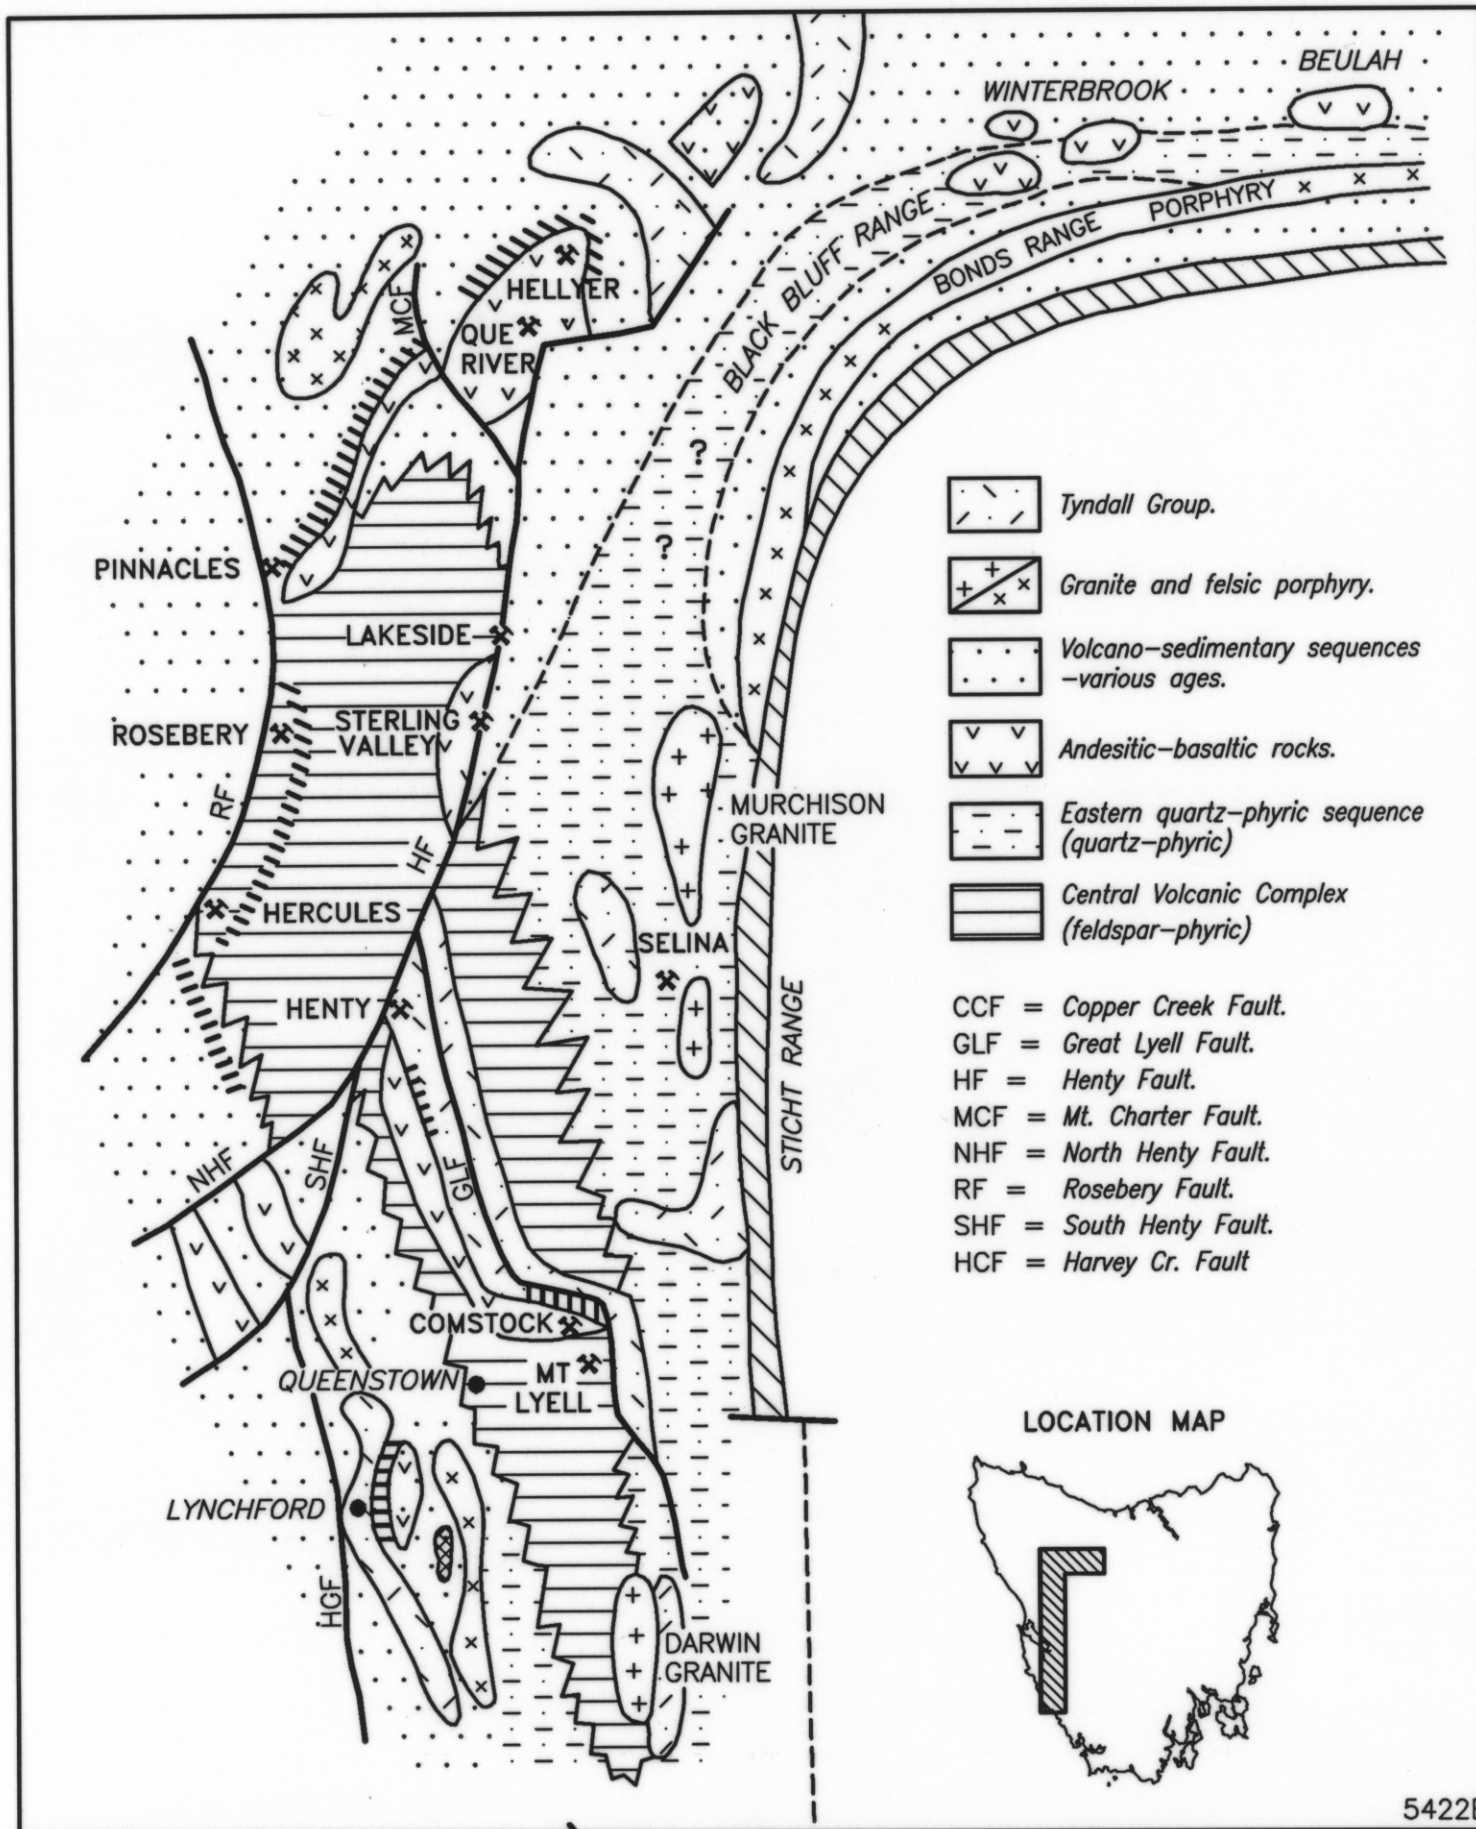 BEULAH
WINTERBROOK
BLACK BLUFF RANGE
BONDS RANGE PORPHYRY
MCF
HELLYER
QUE
RIVER
?
?
PINNACLES
LAKESIDE
ROSEBERY
STERLING
VALLEY
RF
HF
MURCHISON
GRANITE
HERCULES
SELINA
HENTY
STICHT RANGE
NHF
SHF
GLF
COMSTOCK
QUEENSTOWN
MT
LYELL
LYNCHFORD
HCF
DARWIN
GRANITE
Tyndall Group.
Granite and felsic porphyry.
Volcano-sedimentary sequences
-various ages.
Andesitic-basaltic rocks.
Eastern quartz-phyric sequence
(quartz-phyric)
Central Volcanic Complex
(feldspar-phyric)
CCF = Copper Creek Fault.
GLF = Great Lyell Fault.
HF = Henty Fault.
MCF = Mt. Charter Fault.
NHF = North Henty Fault.
RF = Rosebery Fault.
SHF = South Henty Fault.
HCF = Harvey Cr. Fault
LOCATION MAP
5422